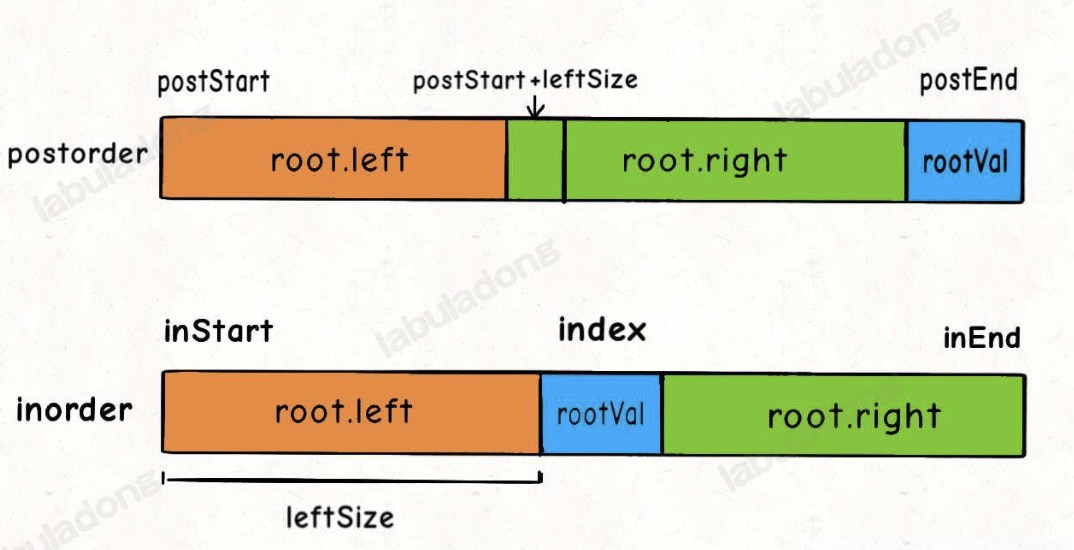 labuladong
postStart
postStart+leftSize
postEnd
labuladong
postorder
root.left
root.right
rootVal
labuladong
labuladong
inStart
index
inEnd
inorder
root.left
rootVal
root.right
leftSize
labuladong